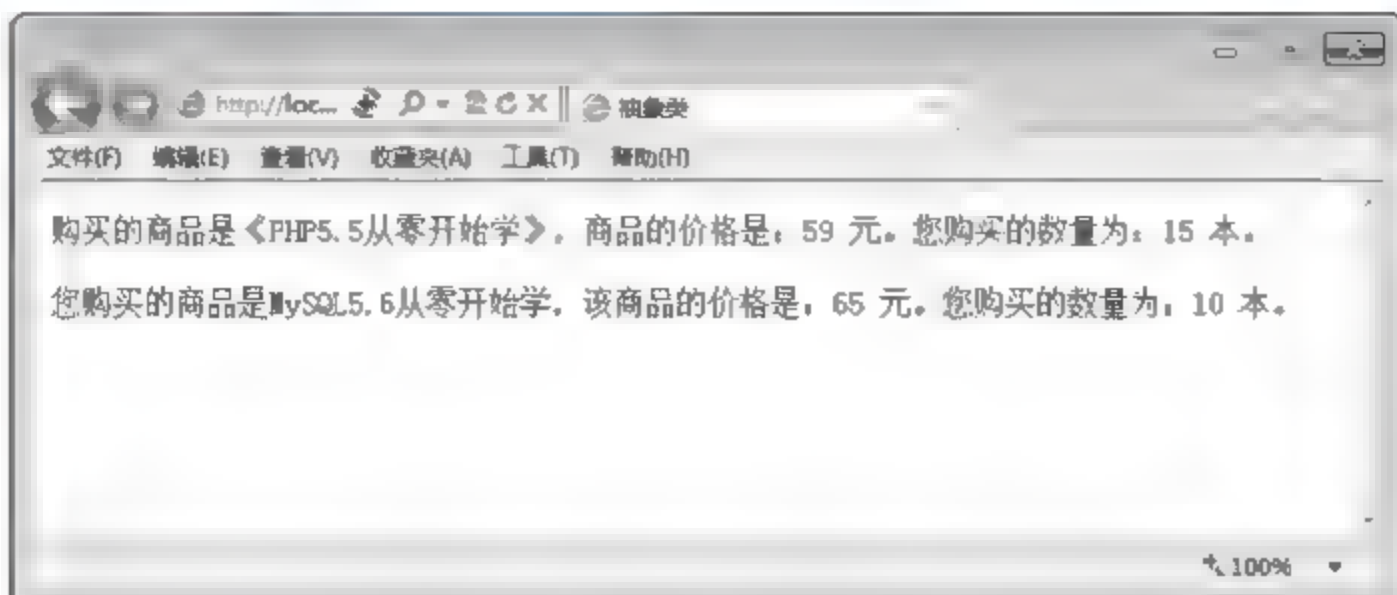 http://loc... 抽象类
文件(F) 编辑(E) 查看(V) 收藏夹(A) 工具(T) 帮助(H)
购买的商品是《PHP5.5从零开始学》，商品的价格是：59 元。您购买的数量为：15 本。
您购买的商品是MySQL5.6从零开始学，该商品的价格是：65 元。您购买的数量为：10 本。
100%